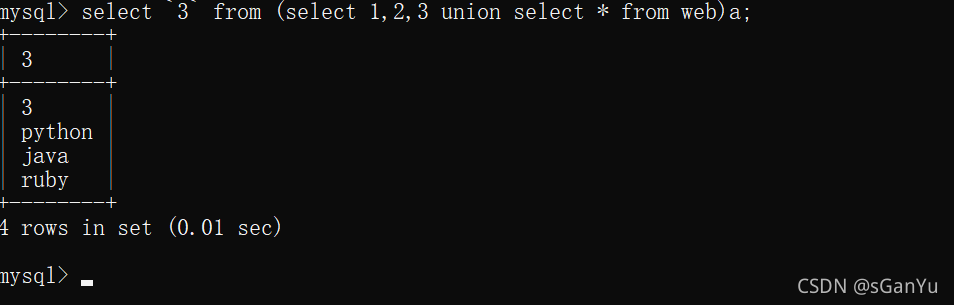 mysql> select `3` from (select 1,2,3 union select * from web)a;
+--------+
| 3      |
+--------+
| 3      |
| python |
| java   |
| ruby   |
+--------+
4 rows in set (0.01 sec)
mysql>
CSDN @sGanYu